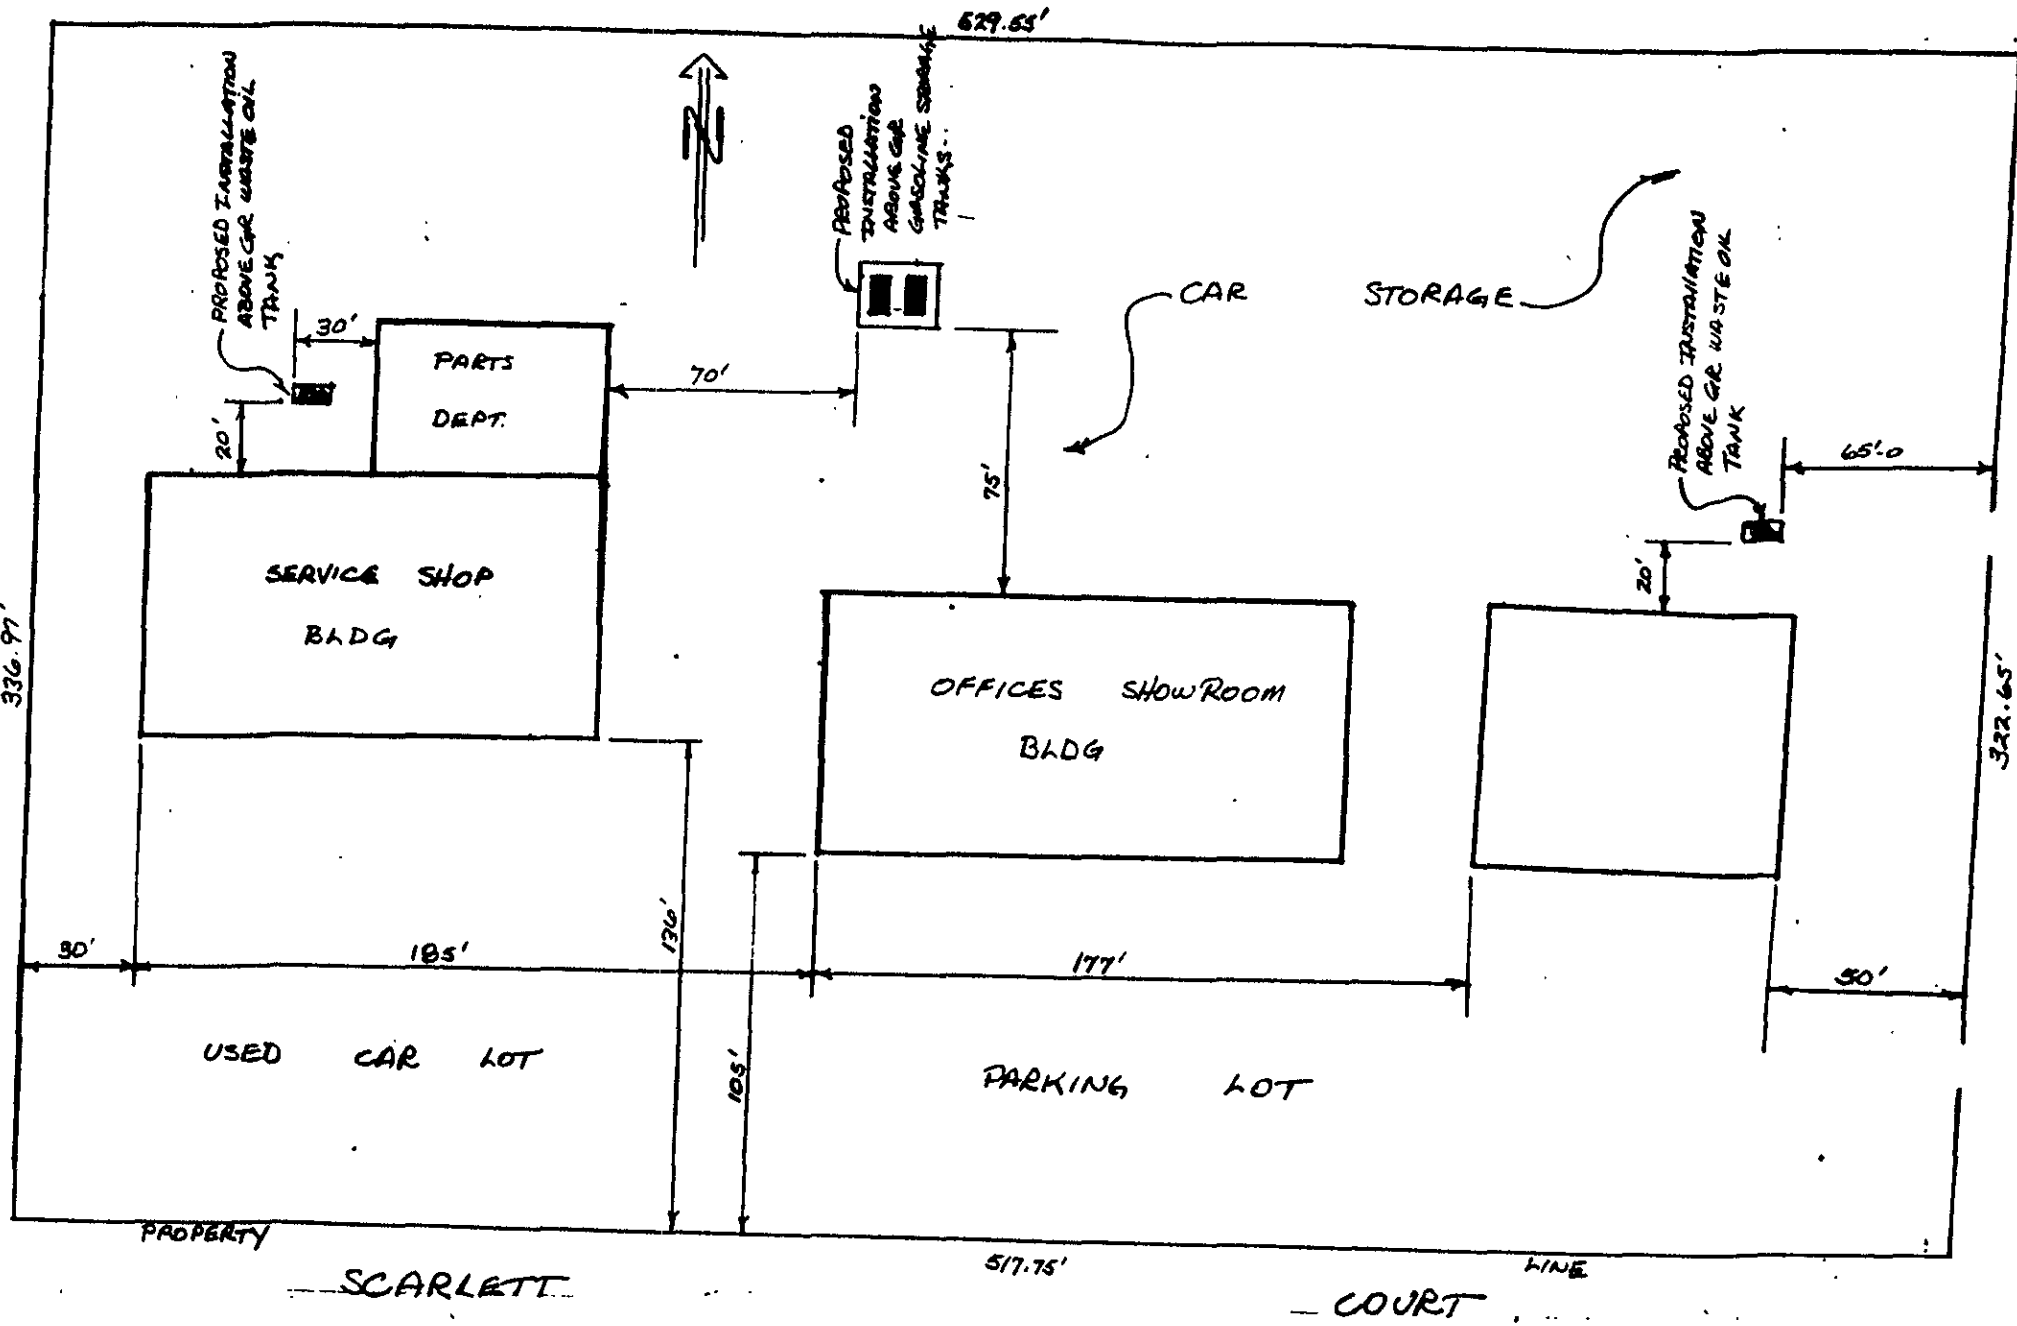 529.55'
PROPOSED INSTALLATION
ABOVE GR WASTE OIL
TANK
N
PROPOSED
INSTALLATION
ABOVE GR
GASOLINE STORAGE
TANKS
CAR STORAGE
PROPOSED INSTALLATION
ABOVE GR WASTE OIL
TANK
30'
PARTS
DEPT.
70'
20'
75'
65'-0
20'
SERVICE SHOP
BLDG
336.97'
OFFICES SHOWROOM
BLDG
322.65'
136'
30'
185'
177'
50'
105'
USED CAR LOT
PARKING LOT
PROPERTY
517.75'
LINE
SCARLETT COURT